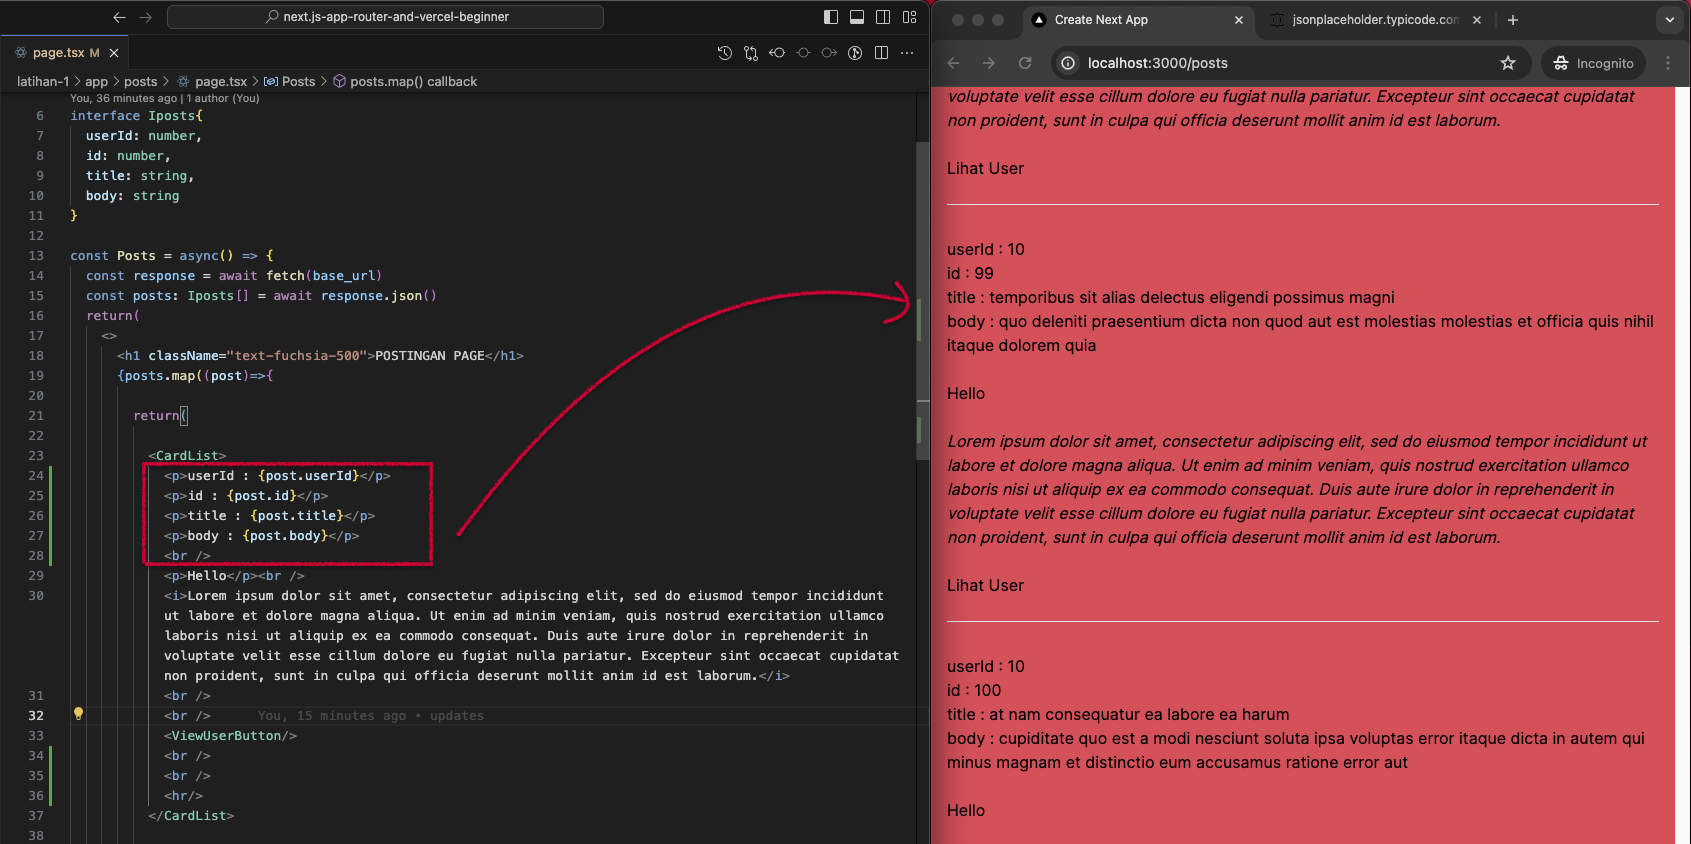 next.js-app-router-and-vercel-beginner
page.tsx M
latihan-1 > app > posts > page.tsx > Posts > posts.map() callback
You, 36 minutes ago | 1 author (You)
6 interface Iposts{
7 userId: number,
8 id: number,
9 title: string,
10 body: string
11 }
12
13 const Posts = async() => {
14 const response = await fetch(base_url)
15 const posts: Iposts[] = await response.json()
16 return(
17 <>
18 <h1 className="text-fuchsia-500">POSTINGAN PAGE</h1>
19 {posts.map((post)=>{
20
21 return(
22
23 <CardList>
24 <p>userId : {post.userId}</p>
25 <p>id : {post.id}</p>
26 <p>title : {post.title}</p>
27 <p>body : {post.body}</p>
28 <br />
29 <p>Hello</p><br />
30 <i>Lorem ipsum dolor sit amet, consectetur adipiscing elit, sed do eiusmod tempor incididunt
ut labore et dolore magna aliqua. Ut enim ad minim veniam, quis nostrud exercitation ullamco
laboris nisi ut aliquip ex ea commodo consequat. Duis aute irure dolor in reprehenderit in
voluptate velit esse cillum dolore eu fugiat nulla pariatur. Excepteur sint occaecat cupidatat
non proident, sunt in culpa qui officia deserunt mollit anim id est laborum.</i>
31 <br />
32 <br /> You, 15 minutes ago • updates
33 <ViewUserButton/>
34 <br />
35 <br />
36 <hr/>
37 </CardList>
38
Create Next App
jsonplaceholder.typicode.com
localhost:3000/posts
Incognito
voluptate velit esse cillum dolore eu fugiat nulla pariatur. Excepteur sint occaecat cupidatat
non proident, sunt in culpa qui officia deserunt mollit anim id est laborum.
Lihat User
userId : 10
id : 99
title : temporibus sit alias delectus eligendi possimus magni
body : quo deleniti praesentium dicta non quod aut est molestias molestias et officia quis nihil
itaque dolorem quia
Hello
Lorem ipsum dolor sit amet, consectetur adipiscing elit, sed do eiusmod tempor incididunt ut
labore et dolore magna aliqua. Ut enim ad minim veniam, quis nostrud exercitation ullamco
laboris nisi ut aliquip ex ea commodo consequat. Duis aute irure dolor in reprehenderit in
voluptate velit esse cillum dolore eu fugiat nulla pariatur. Excepteur sint occaecat cupidatat
non proident, sunt in culpa qui officia deserunt mollit anim id est laborum.
Lihat User
userId : 10
id : 100
title : at nam consequatur ea labore ea harum
body : cupiditate quo est a modi nesciunt soluta ipsa voluptas error itaque dicta in autem qui
minus magnam et distinctio eum accusamus ratione error aut
Hello